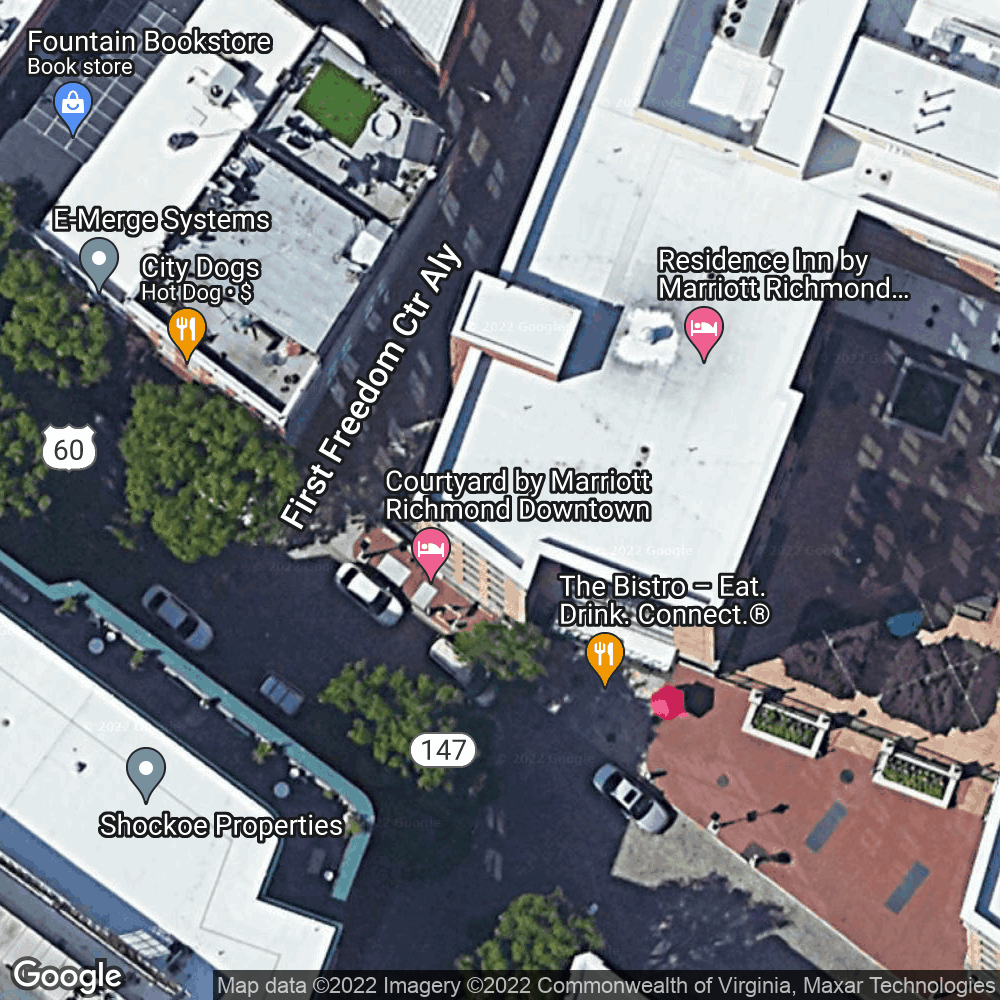 Fountain Bookstore
Book store
E-Merge Systems
City Dogs
Hot Dog • $
First Freedom Ctr Aly
Residence Inn by
Marriott Richmond…
60
Courtyard by Marriott
Richmond Downtown
The Bistro – Eat.
Drink. Connect.®
147
Shockoe Properties
Google
Map data ©2022 Imagery ©2022 Commonwealth of Virginia, Maxar Technologies